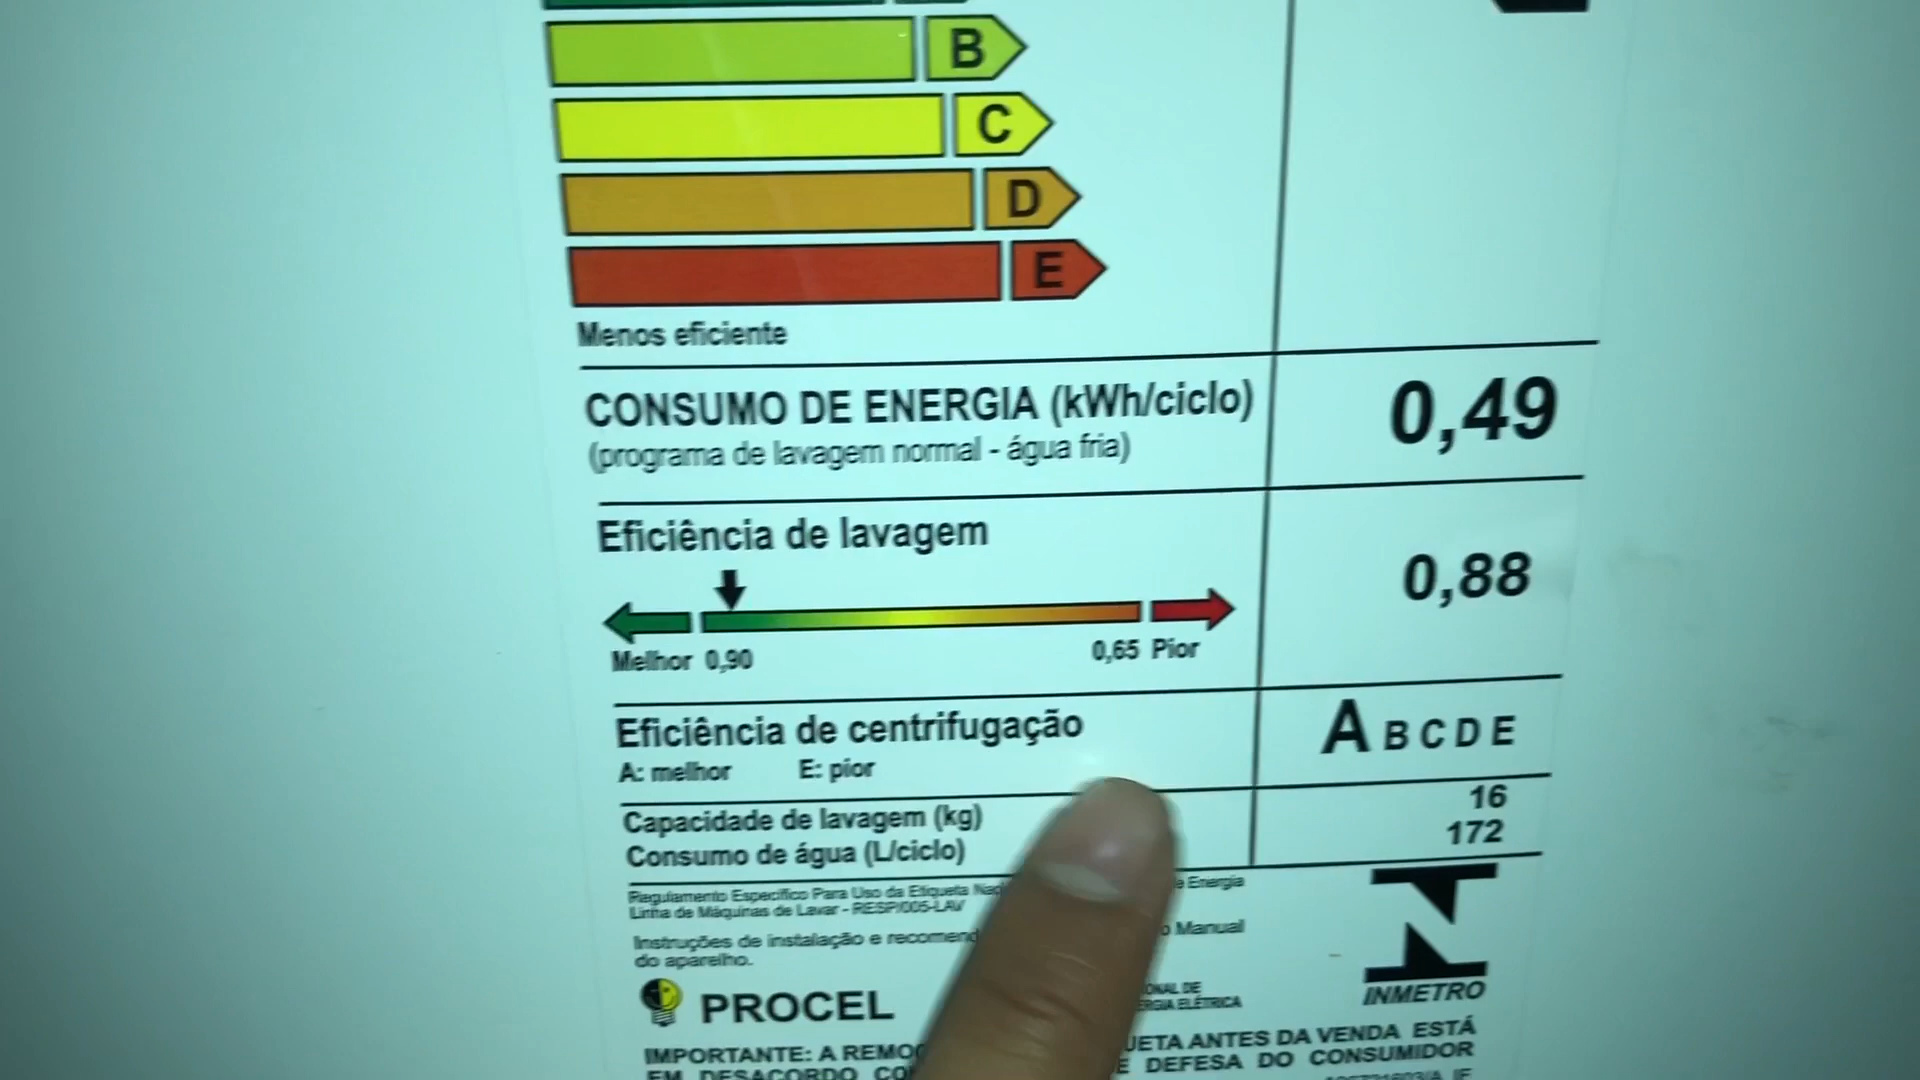 B
C
D
E
Menos eficiente
CONSUMO DE ENERGIA (kWh/ciclo) 0,49
(programa de lavagem normal - água fria)
Eficiência de lavagem
0,88
Melhor 0,90 0,65 Pior
Eficiência de centrifugação A B C D E
A: melhor E: pior
Capacidade de lavagem (kg) 16
Consumo de água (L/ciclo) 172
Regulamento Específico Para Uso da Etiqueta Energia
Linha de Máquinas de Lavar - RESP/005-LAV
Instruções de instalação e Manual
do aparelho.
PROCEL
INMETRO
IMPORTANTE: A ANTES DA VENDA ESTÁ
EM DESACORDO DEFESA DO CONSUMIDOR